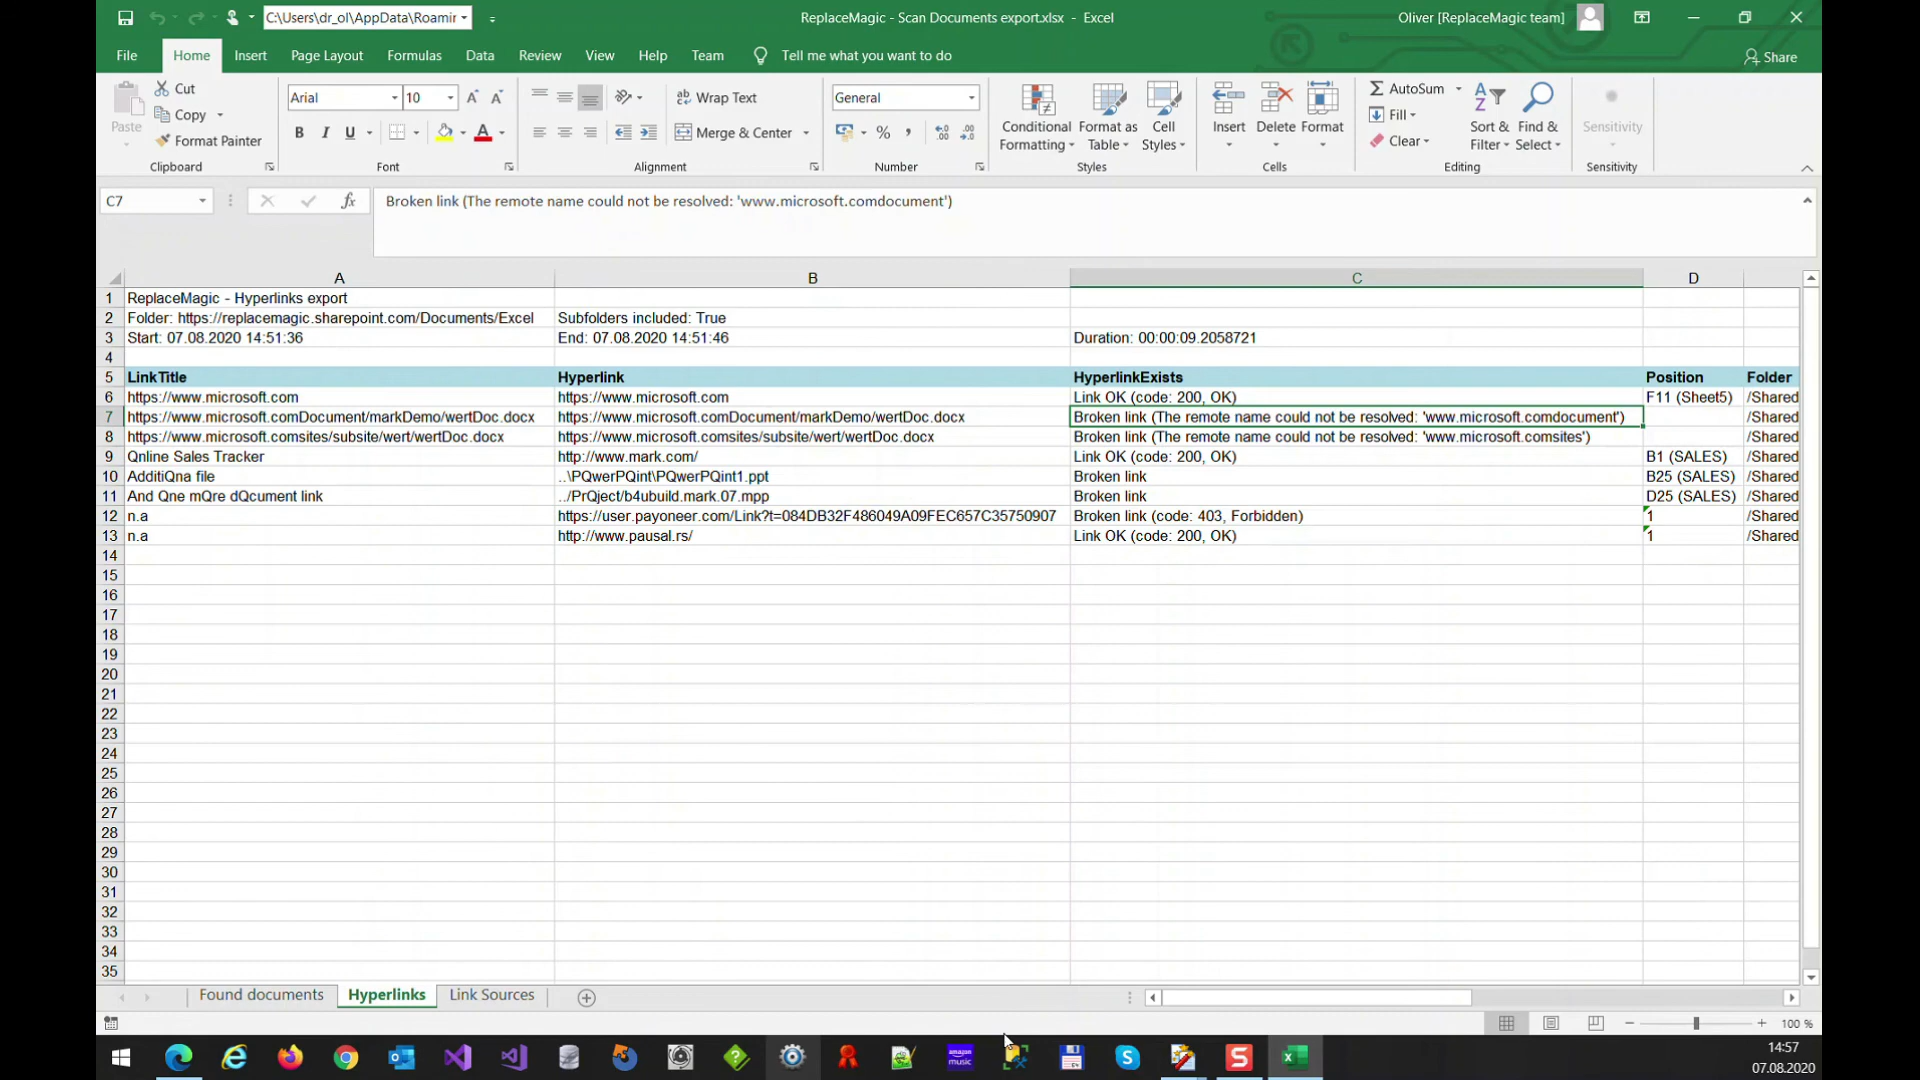 C:\Users\dr_ol\AppData\Roamir
ReplaceMagic - Scan Documents export.xlsx - Excel
Oliver [ReplaceMagic team]
File Home Insert Page Layout Formulas Data Review View Help Team Tell me what you want to do Share
Paste
Cut
Copy
Format Painter
Clipboard
Arial 10
B I U A
Font
Wrap Text
Merge & Center
Alignment
General
%
Number
Conditional Formatting
Format as Table
Cell Styles
Styles
Insert Delete Format
Cells
AutoSum
Fill
Clear
Sort & Filter
Find & Select
Editing
Sensitivity
Sensitivity
C7 fx Broken link (The remote name could not be resolved: 'www.microsoft.comdocument')
A B C D
1 ReplaceMagic - Hyperlinks export
2 Folder: https://replacemagic.sharepoint.com/Documents/Excel Subfolders included: True
3 Start: 07.08.2020 14:51:36 End: 07.08.2020 14:51:46 Duration: 00:00:09.2058721
4
5 LinkTitle Hyperlink HyperlinkExists Position Folder
6 https://www.microsoft.com https://www.microsoft.com Link OK (code: 200, OK) F11 (Sheet5) /Shared
7 https://www.microsoft.comDocument/markDemo/wertDoc.docx https://www.microsoft.comDocument/markDemo/wertDoc.docx Broken link (The remote name could not be resolved: 'www.microsoft.comdocument') /Shared
8 https://www.microsoft.comsites/subsite/wert/wertDoc.docx https://www.microsoft.comsites/subsite/wert/wertDoc.docx Broken link (The remote name could not be resolved: 'www.microsoft.comsites') /Shared
9 Qnline Sales Tracker http://www.mark.com/ Link OK (code: 200, OK) B1 (SALES) /Shared
10 AdditiQna file ..\PQwerPQint\PQwerPQint1.ppt Broken link B25 (SALES) /Shared
11 And Qne mQre dQcument link ../PrQject/b4ubuild.mark.07.mpp Broken link D25 (SALES) /Shared
12 n.a https://user.payoneer.com/Link?t=084DB32F486049A09FEC657C35750907 Broken link (code: 403, Forbidden) 1 /Shared
13 n.a http://www.pausal.rs/ Link OK (code: 200, OK) 1 /Shared
14
15
16
17
18
19
20
21
22
23
24
25
26
27
28
29
30
31
32
33
34
35
Found documents Hyperlinks Link Sources
100 %
amazon music
14:57
07.08.2020